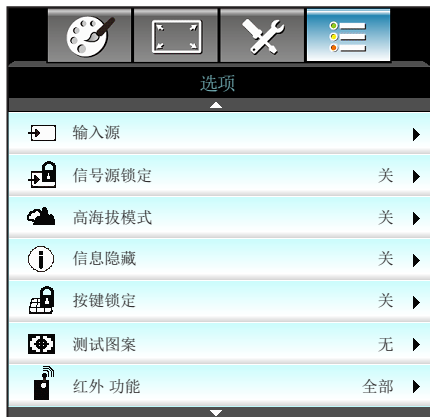 选项
输入源
信号源锁定 关
高海拔模式 关
信息隐藏 关
按键锁定 关
测试图案 无
红外 功能 全部